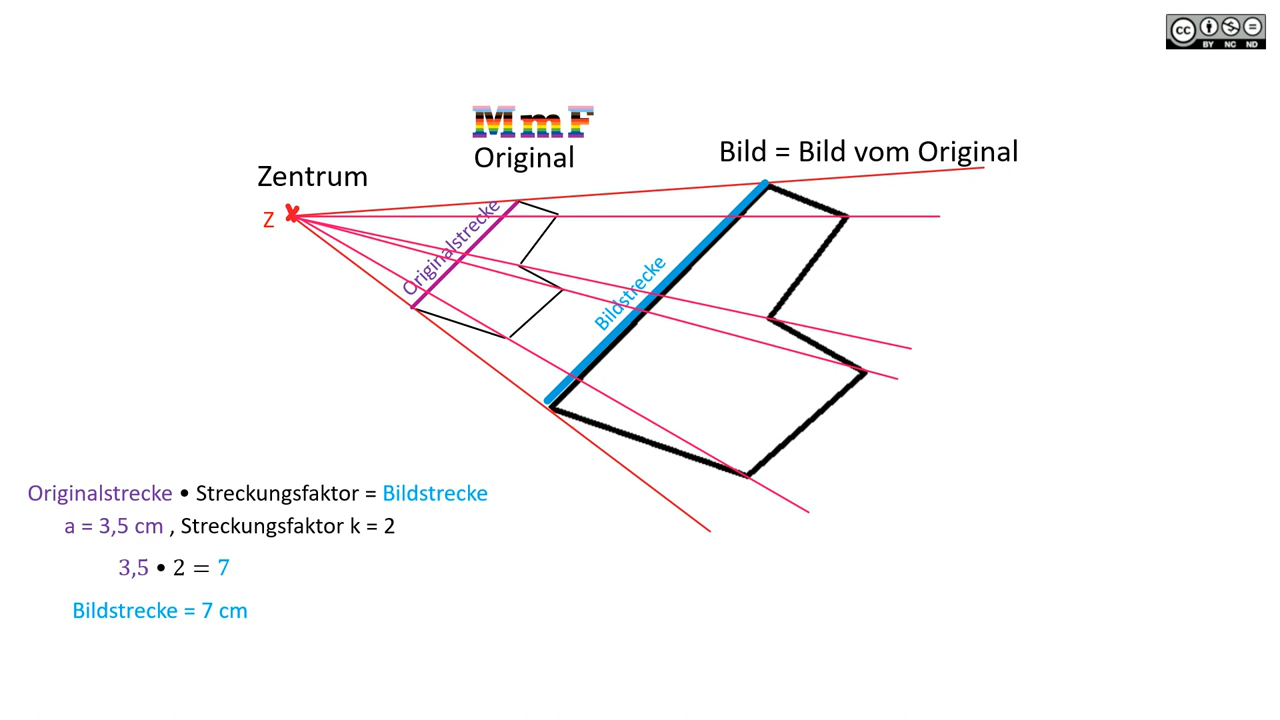 MmF
Original
Bild = Bild vom Original
Zentrum
Z
Originalstrecke
Bildstrecke
Originalstrecke • Streckungsfaktor = Bildstrecke
a = 3,5 cm , Streckungsfaktor k = 2
3,5 • 2 = 7
Bildstrecke = 7 cm
cc
BY NC ND